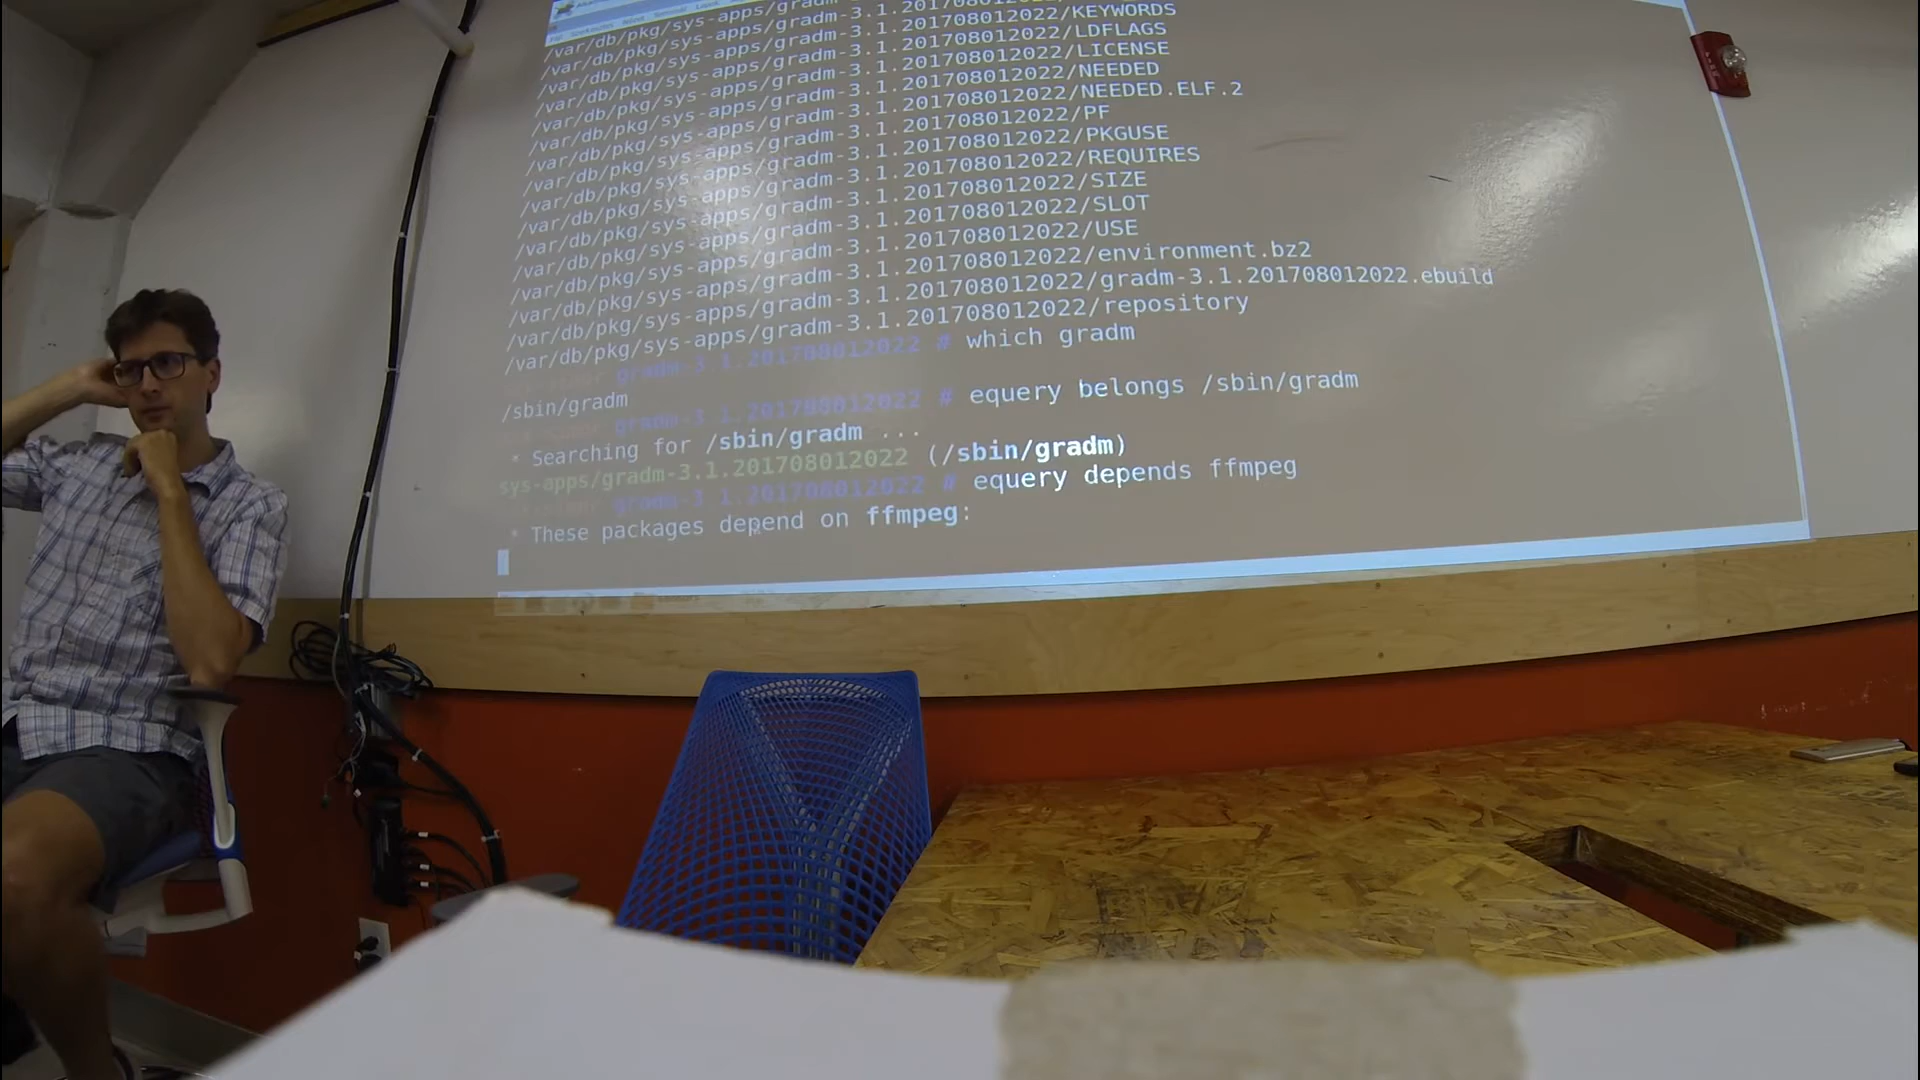 /var/db/pkg/sys-apps/gradm-3.1.201708012022/KEYWORDS
/var/db/pkg/sys-apps/gradm-3.1.201708012022/LDFLAGS
/var/db/pkg/sys-apps/gradm-3.1.201708012022/LICENSE
/var/db/pkg/sys-apps/gradm-3.1.201708012022/NEEDED
/var/db/pkg/sys-apps/gradm-3.1.201708012022/NEEDED.ELF.2
/var/db/pkg/sys-apps/gradm-3.1.201708012022/PF
/var/db/pkg/sys-apps/gradm-3.1.201708012022/PKGUSE
/var/db/pkg/sys-apps/gradm-3.1.201708012022/REQUIRES
/var/db/pkg/sys-apps/gradm-3.1.201708012022/SIZE
/var/db/pkg/sys-apps/gradm-3.1.201708012022/SLOT
/var/db/pkg/sys-apps/gradm-3.1.201708012022/USE
/var/db/pkg/sys-apps/gradm-3.1.201708012022/environment.bz2
/var/db/pkg/sys-apps/gradm-3.1.201708012022/gradm-3.1.201708012022.ebuild
/var/db/pkg/sys-apps/gradm-3.1.201708012022/repository
gradm-3.1.201708012022 # which gradm
/sbin/gradm
gradm-3.1.201708012022 # equery belongs /sbin/gradm
* Searching for /sbin/gradm ...
sys-apps/gradm-3.1.201708012022 (/sbin/gradm)
gradm-3.1.201708012022 # equery depends ffmpeg
* These packages depend on ffmpeg: